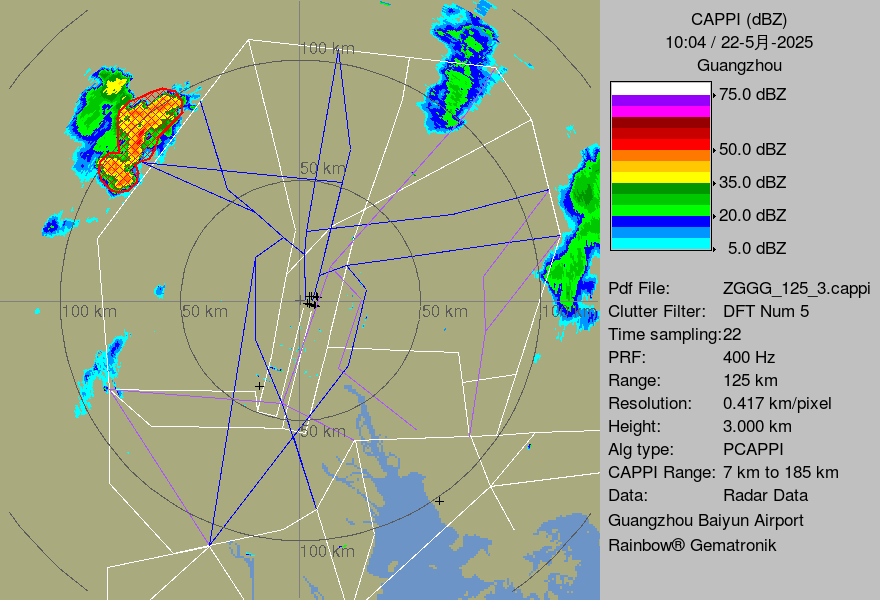 CAPPI (dBZ)
10:04 / 22-5月-2025
Guangzhou
75.0 dBZ
50.0 dBZ
35.0 dBZ
20.0 dBZ
5.0 dBZ
Pdf File: ZGGG_125_3.cappi
Clutter Filter: DFT Num 5
Time sampling:22
PRF: 400 Hz
Range: 125 km
Resolution: 0.417 km/pixel
Height: 3.000 km
Alg type: PCAPPI
CAPPI Range: 7 km to 185 km
Data: Radar Data
Guangzhou Baiyun Airport
Rainbow® Gematronik
100 km
50 km
100 km
50 km
50 km
100 km
50 km
100 km